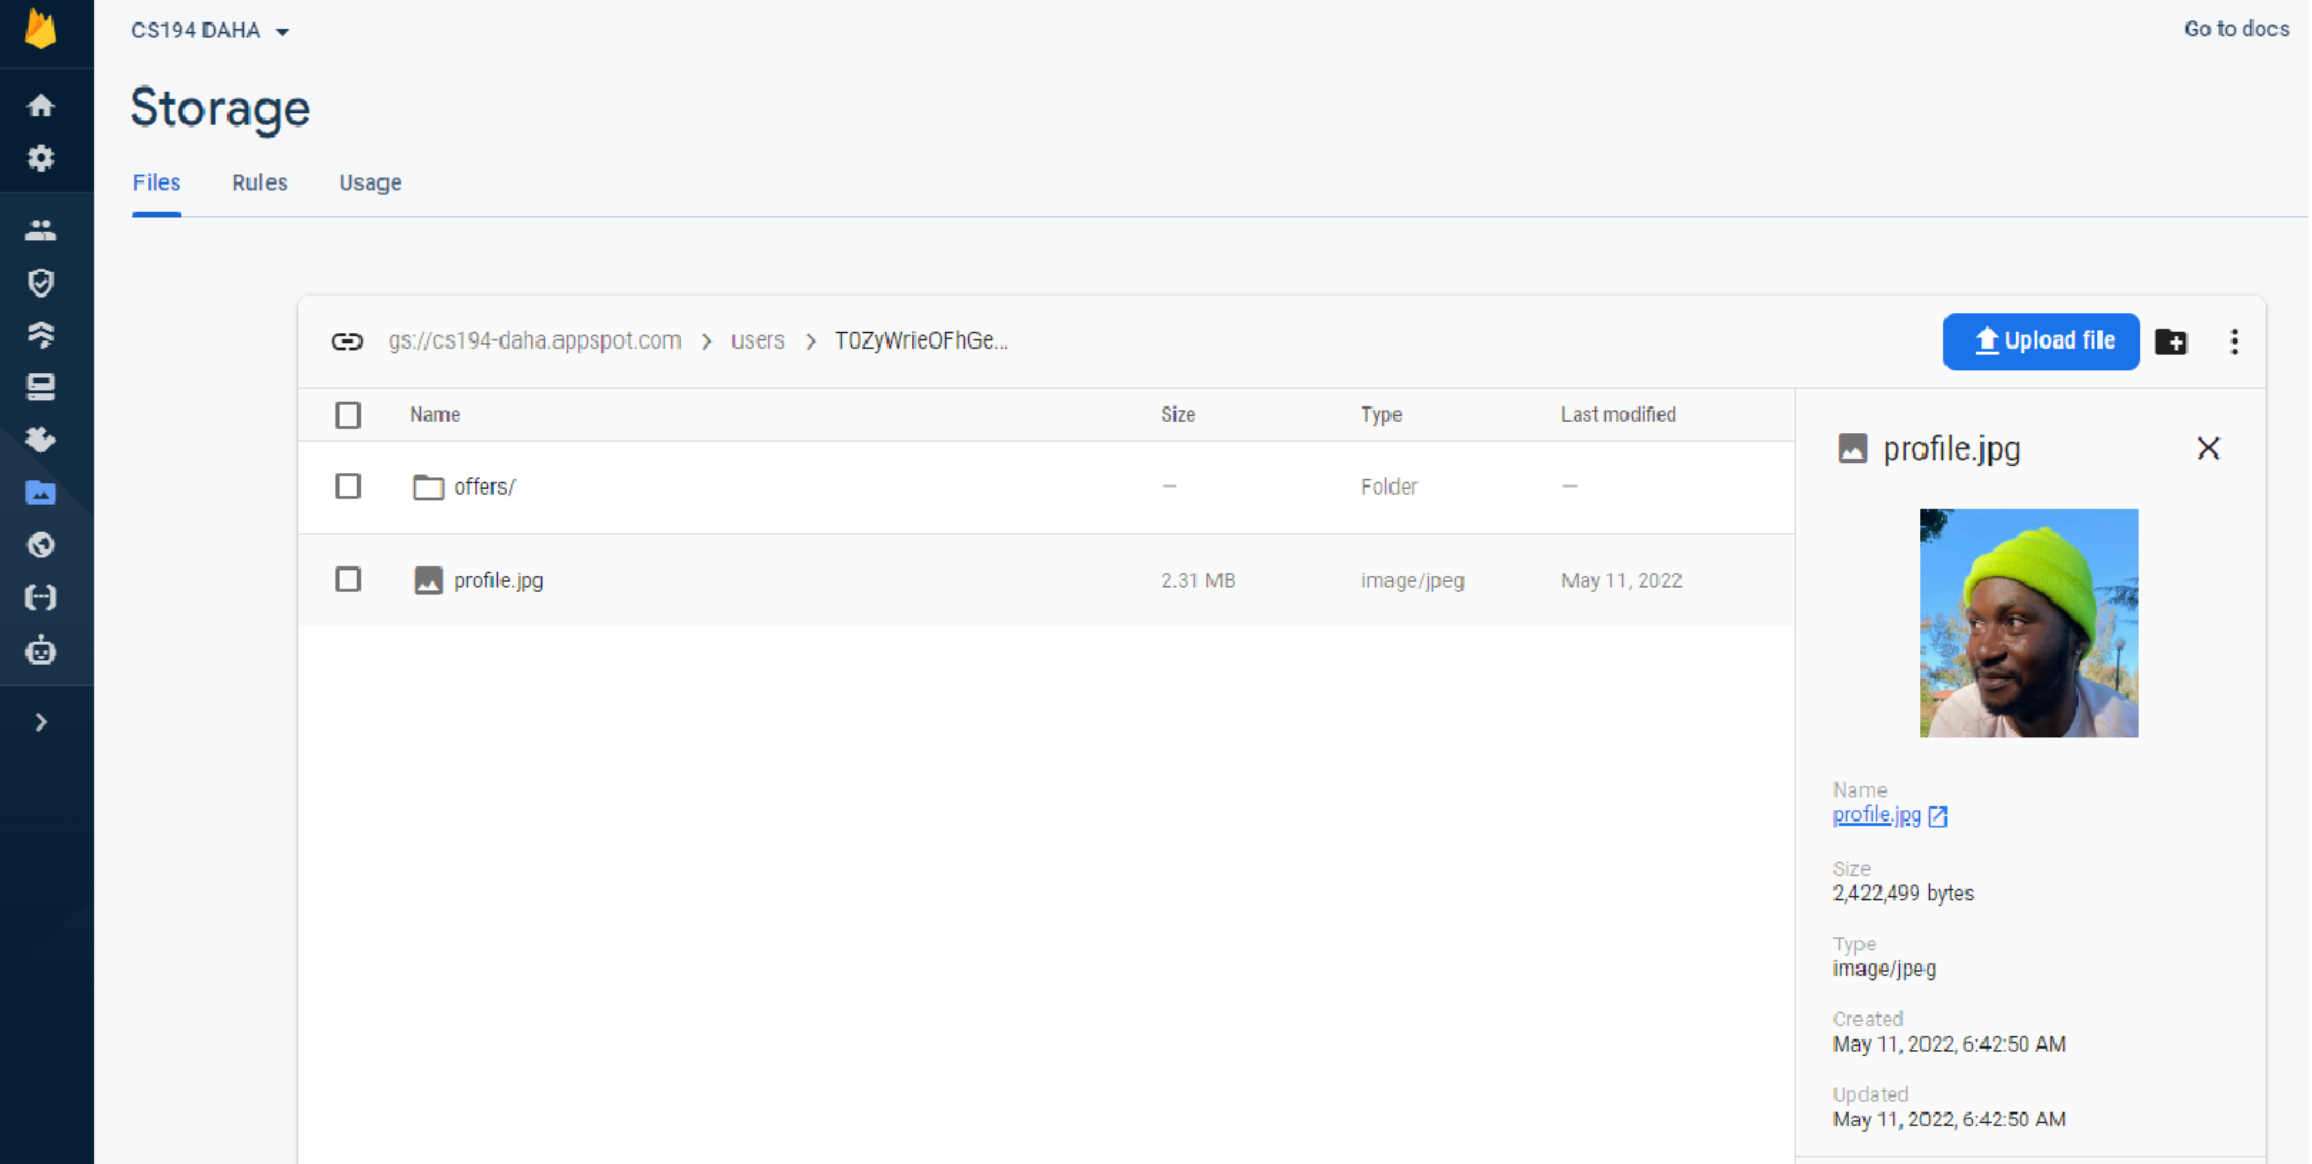 CS194 DAHA
Go to docs
Storage
Files Rules Usage
gs://cs194-daha.appspot.com > users > T0ZyWrieOFhGe...
Upload file
Name Size Type Last modified
profile.jpg
offers/ — Folder —
profile.jpg 2.31 MB image/jpeg May 11, 2022
Name
profile.jpg
Size
2,422,499 bytes
Type
image/jpeg
Created
May 11, 2022, 6:42:50 AM
Updated
May 11, 2022, 6:42:50 AM